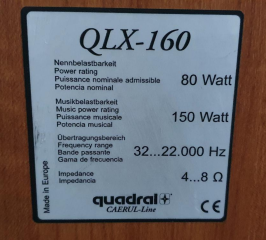 QLX-160
Nennbelastbarkeit
Power rating
Puissance nominale admissible
Potencia nominal
80 Watt
Musikbelastbarkeit
Music power rating
Puissance musicale
Potencia musical
150 Watt
Übertragungsbereich
Frequency range
Bande passante
Gama de frecuencia
32...22.000 Hz
Impedance
Impedancia
4...8 Ω
Made in Europe
quadral
CAERUL-Line
CE